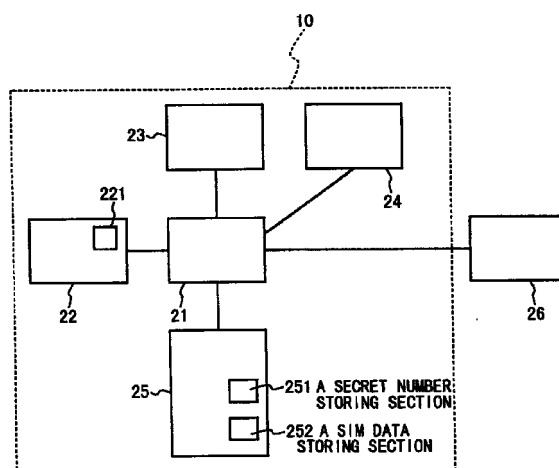 10
23
24
221
22
21
26
25
251 A SECRET NUMBER
STORING SECTION
252 A SIM DATA
STORING SECTION